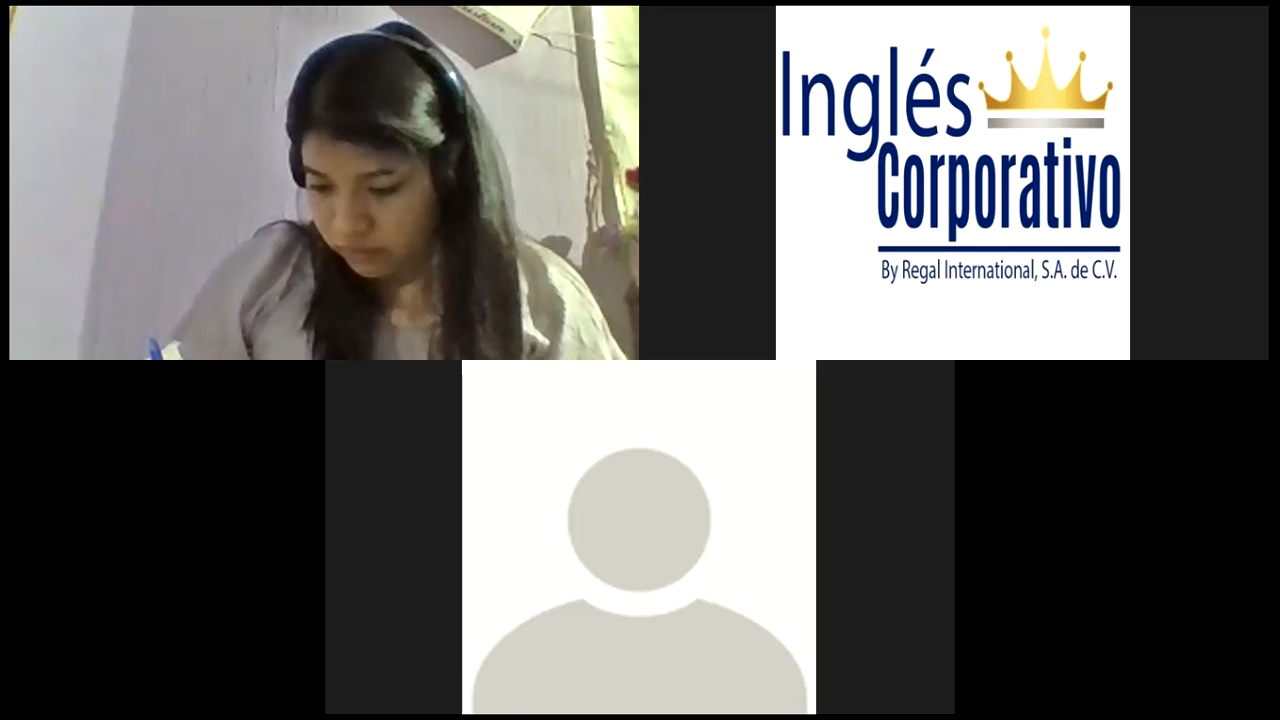 Inglés
Corporativo
By Regal International, S.A. de C.V.